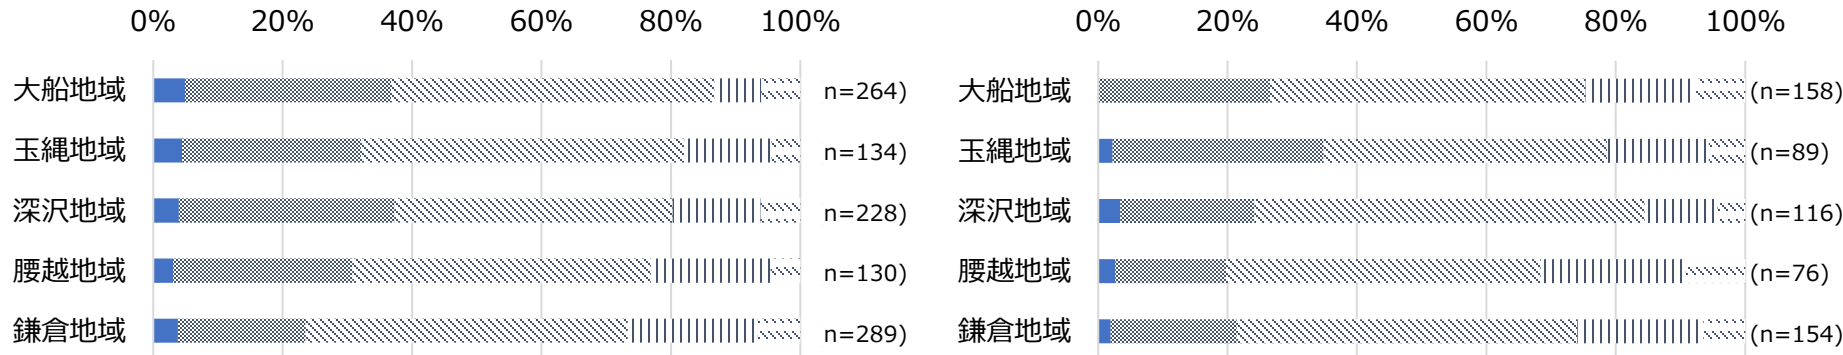 0% 20% 40% 60% 80% 100%
大船地域 n=264)
玉縄地域 n=134)
深沢地域 n=228)
腰越地域 n=130)
鎌倉地域 n=289)
0% 20% 40% 60% 80% 100%
大船地域 (n=158)
玉縄地域 (n=89)
深沢地域 (n=116)
腰越地域 (n=76)
鎌倉地域 (n=154)